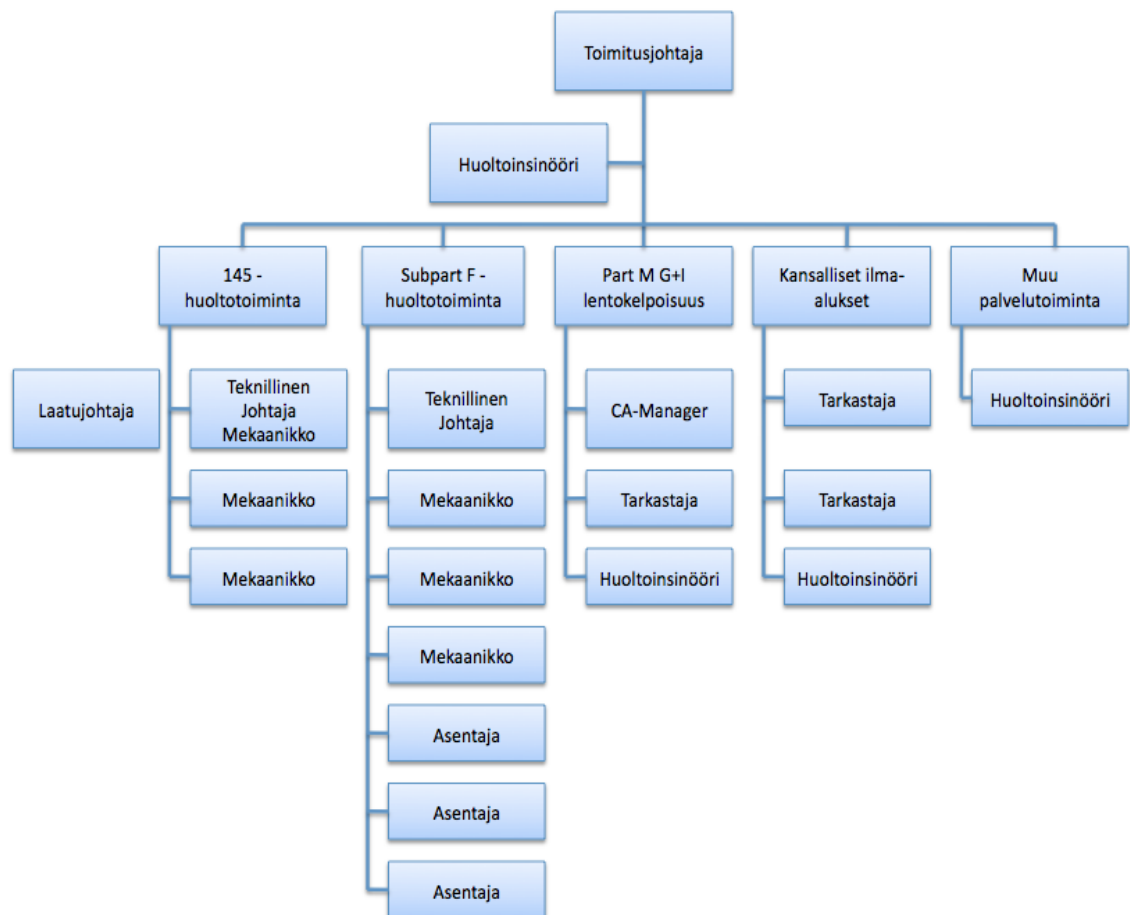 Toimitusjohtaja
Huoltoinsinööri
145 -
huoltotoiminta
Subpart F -
huoltotoiminta
Part M G+I
lentokelpoisuus
Kansalliset ilma-
alukset
Muu
palvelutoiminta
Laatujohtaja
Teknillinen
Johtaja
Mekaanikko
Mekaanikko
Mekaanikko
Teknillinen
Johtaja
Mekaanikko
Mekaanikko
Mekaanikko
Asentaja
Asentaja
Asentaja
CA-Manager
Tarkastaja
Huoltoinsinööri
Tarkastaja
Tarkastaja
Huoltoinsinööri
Huoltoinsinööri